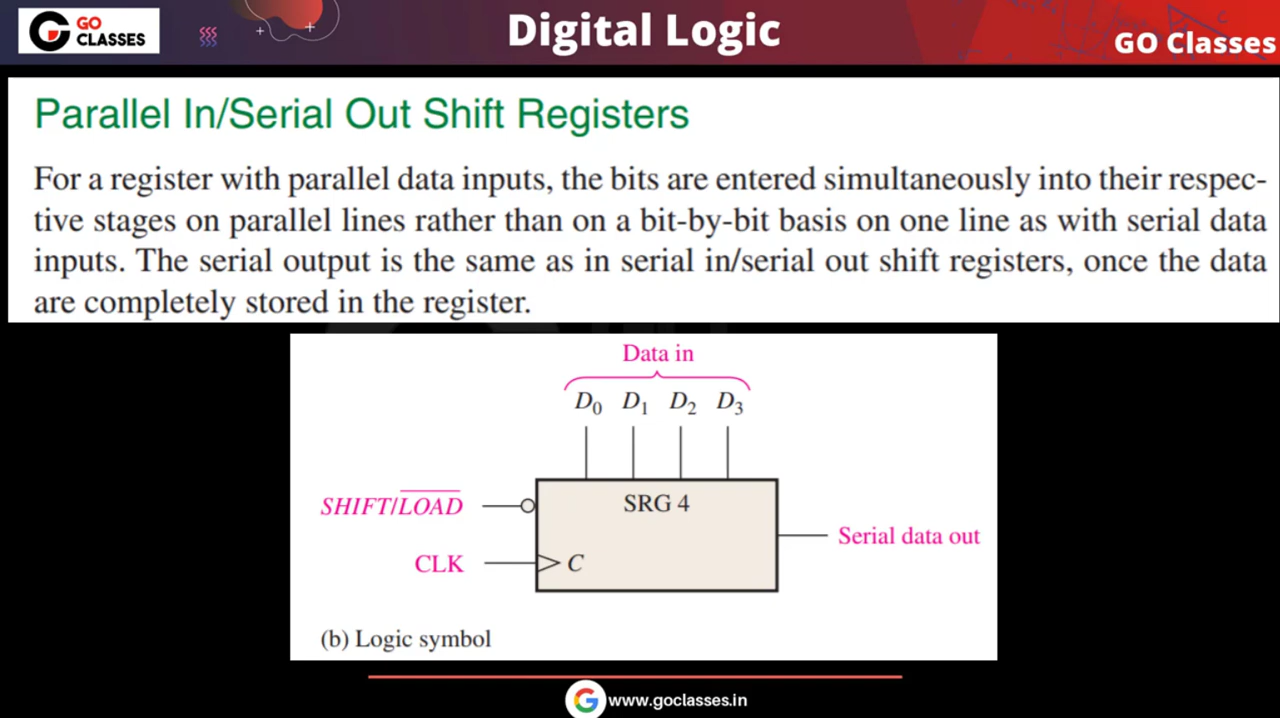 GO
CLASSES
Digital Logic
GO Classes
Parallel In/Serial Out Shift Registers
For a register with parallel data inputs, the bits are entered simultaneously into their respec-
tive stages on parallel lines rather than on a bit-by-bit basis on one line as with serial data
inputs. The serial output is the same as in serial in/serial out shift registers, once the data
are completely stored in the register.
Data in
D₀ D₁ D₂ D₃
SHIFT/L̅O̅A̅D̅
SRG 4
Serial data out
CLK
C
(b) Logic symbol
www.goclasses.in